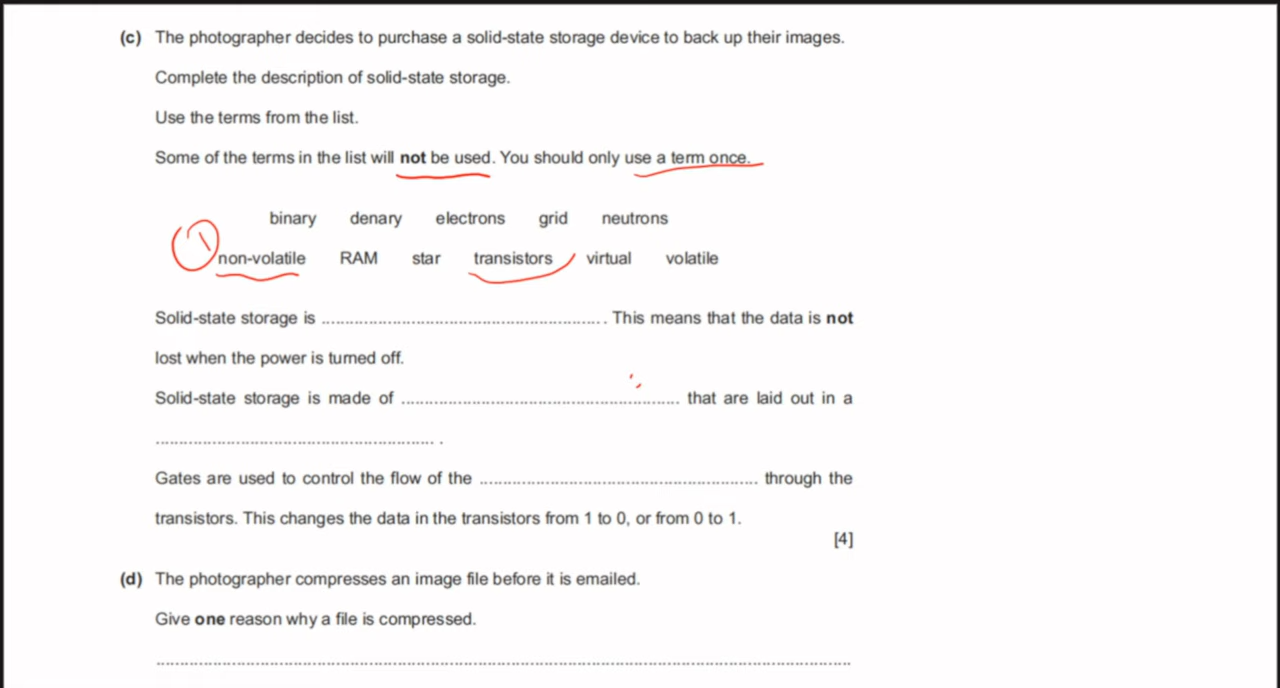 (c) The photographer decides to purchase a solid-state storage device to back up their images.
Complete the description of solid-state storage.
Use the terms from the list.
Some of the terms in the list will not be used. You should only use a term once.
binary denary electrons grid neutrons
1
non-volatile RAM star transistors virtual volatile
Solid-state storage is ........................................................ . This means that the data is not
lost when the power is turned off.
Solid-state storage is made of ........................................................ that are laid out in a
........................................................ .
Gates are used to control the flow of the ........................................................ through the
transistors. This changes the data in the transistors from 1 to 0, or from 0 to 1.
[4]
(d) The photographer compresses an image file before it is emailed.
Give one reason why a file is compressed.